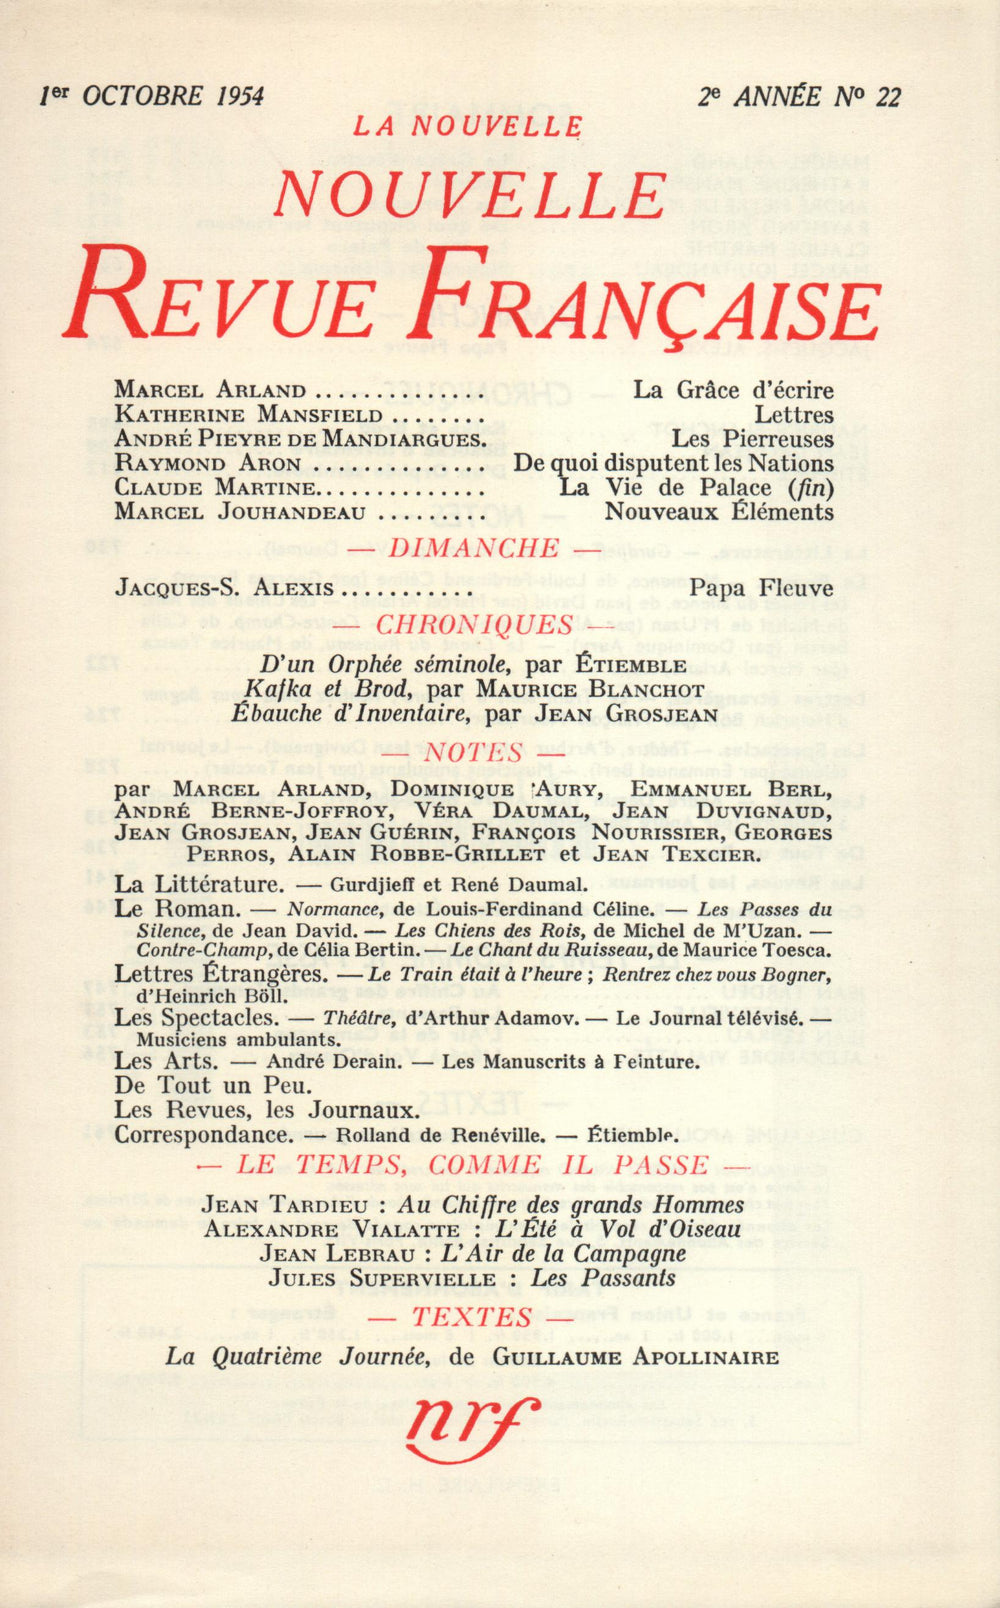 1er OCTOBRE 1954 2e ANNÉE No 22
LA NOUVELLE
NOUVELLE
REVUE FRANÇAISE
MARCEL ARLAND .............. La Grâce d'écrire
KATHERINE MANSFIELD ........ Lettres
ANDRÉ PIEYRE DE MANDIARGUES. Les Pierreuses
RAYMOND ARON .............. De quoi disputent les Nations
CLAUDE MARTINE.............. La Vie de Palace (fin)
MARCEL JOUHANDEAU ......... Nouveaux Éléments
— DIMANCHE —
JACQUES-S. ALEXIS ........... Papa Fleuve
— CHRONIQUES —
D'un Orphée séminole, par ÉTIEMBLE
Kafka et Brod, par MAURICE BLANCHOT
Ébauche d'Inventaire, par JEAN GROSJEAN
— NOTES —
par MARCEL ARLAND, DOMINIQUE AURY, EMMANUEL BERL,
ANDRÉ BERNE-JOFFROY, VÉRA DAUMAL, JEAN DUVIGNAUD,
JEAN GROSJEAN, JEAN GUÉRIN, FRANÇOIS NOURISSIER, GEORGES
PERROS, ALAIN ROBBE-GRILLET et JEAN TEXCIER.
La Littérature. — Gurdjieff et René Daumal.
Le Roman. — Normance, de Louis-Ferdinand Céline. — Les Passes du
Silence, de Jean David. — Les Chiens des Rois, de Michel de M'Uzan. —
Contre-Champ, de Célia Bertin. — Le Chant du Ruisseau, de Maurice Toesca.
Lettres Étrangères. — Le Train était à l'heure ; Rentrez chez vous Bogner,
d'Heinrich Böll.
Les Spectacles. — Théâtre, d'Arthur Adamov. — Le Journal télévisé. —
Musiciens ambulants.
Les Arts. — André Derain. — Les Manuscrits à Peinture.
De Tout un Peu.
Les Revues, les Journaux.
Correspondance. — Rolland de Renéville. — Étiemble.
— LE TEMPS, COMME IL PASSE —
JEAN TARDIEU : Au Chiffre des grands Hommes
ALEXANDRE VIALATTE : L'Été à Vol d'Oiseau
JEAN LEBRAU : L'Air de la Campagne
JULES SUPERVIELLE : Les Passants
— TEXTES —
La Quatrième Journée, de GUILLAUME APOLLINAIRE
nrf